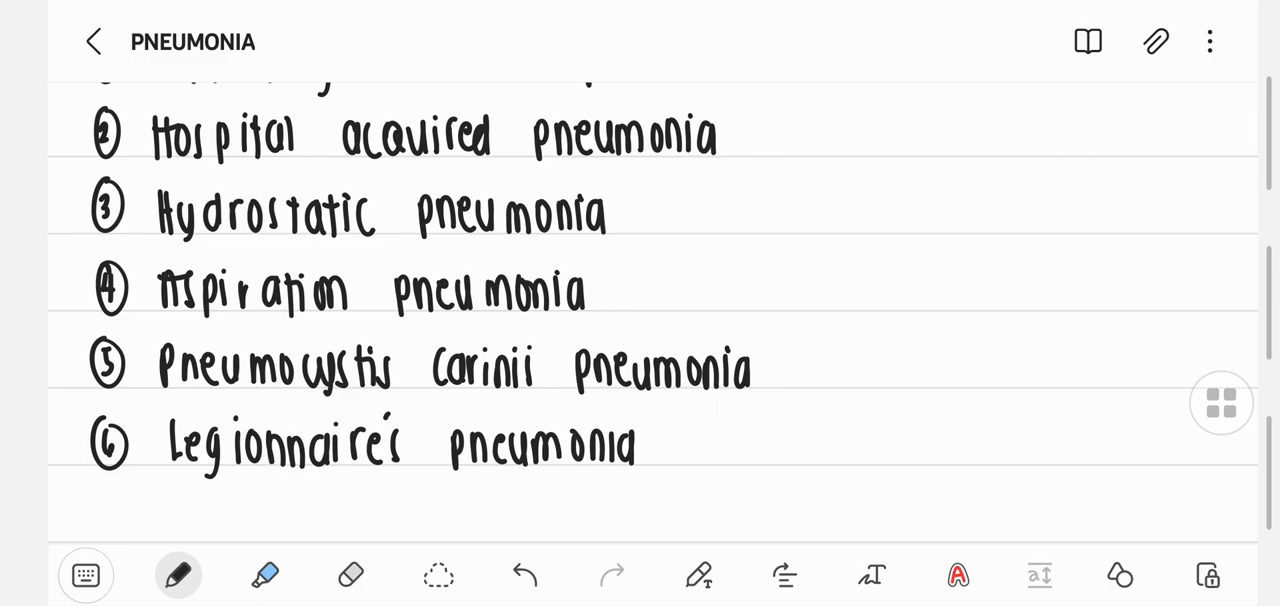 PNEUMONIA
② Hospital acquired pneumonia
③ Hydrostatic pneumonia
④ Aspiration pneumonia
⑤ Pneumocystis carinii pneumonia
⑥ Legionnaire's pneumonia